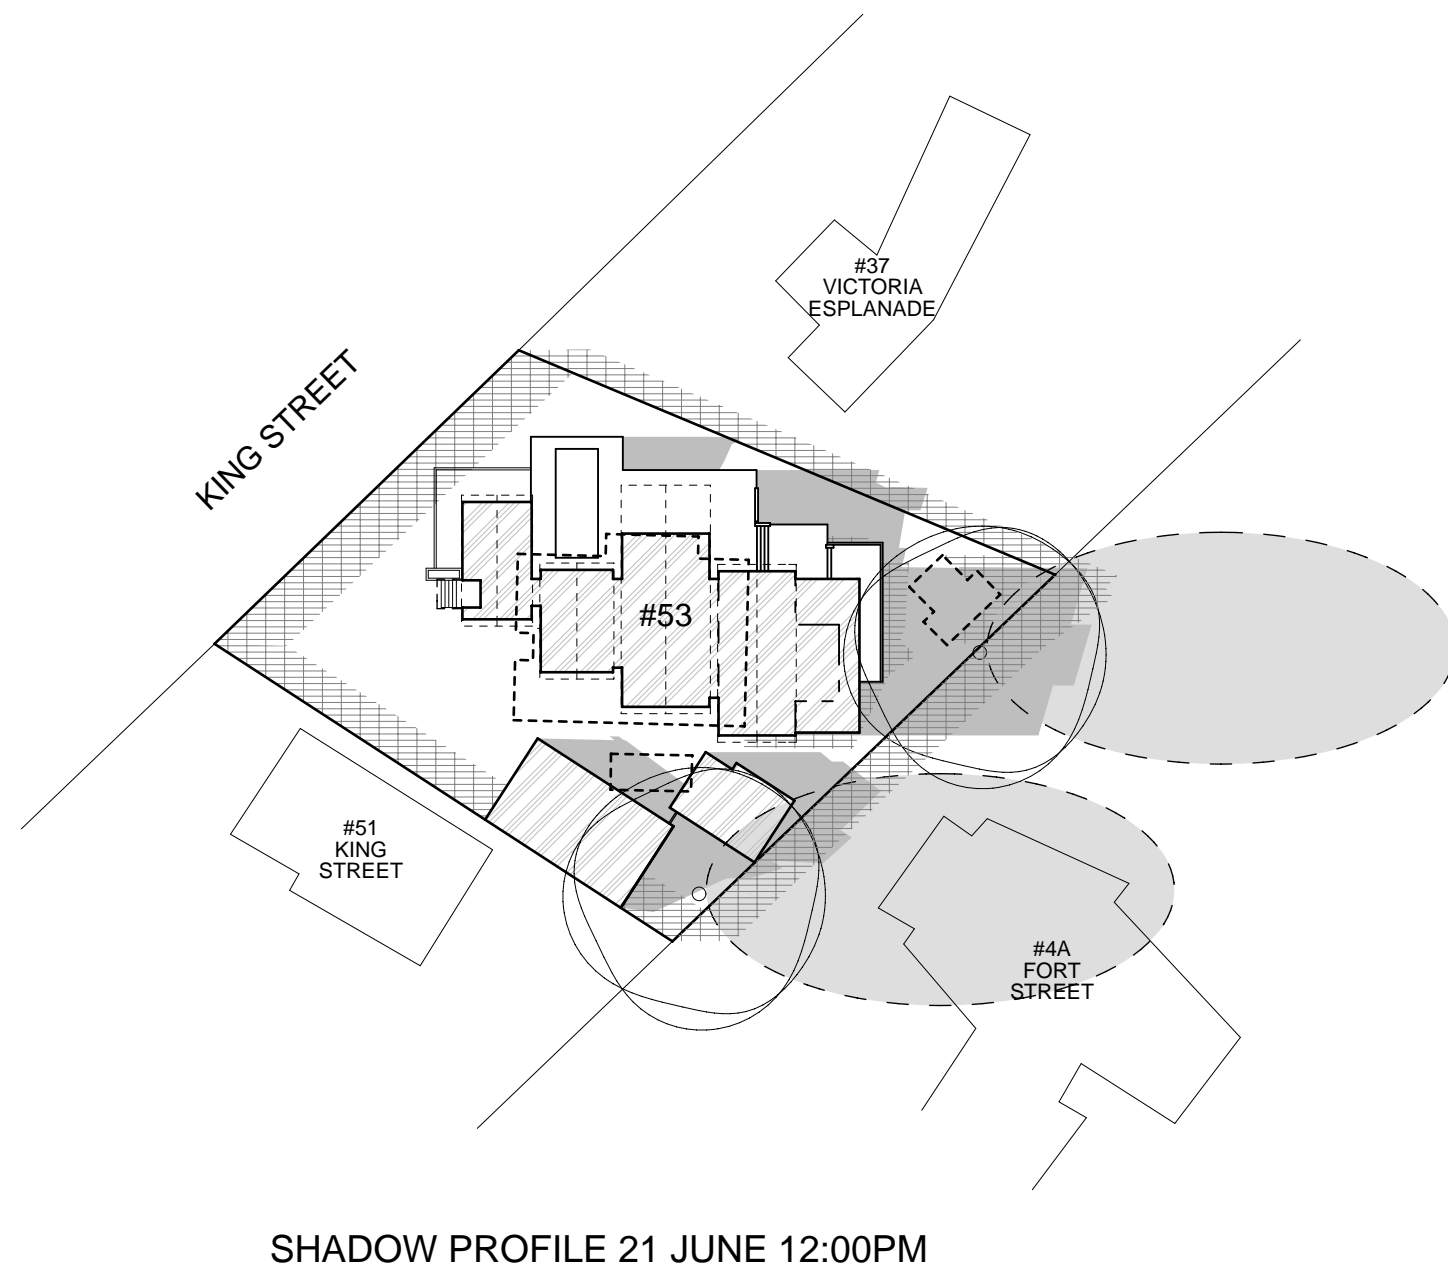 #37
VICTORIA
ESPLANADE
KING STREET
#53
#51
KING
STREET
#4A
FORT
STREET
SHADOW PROFILE 21 JUNE 12:00PM